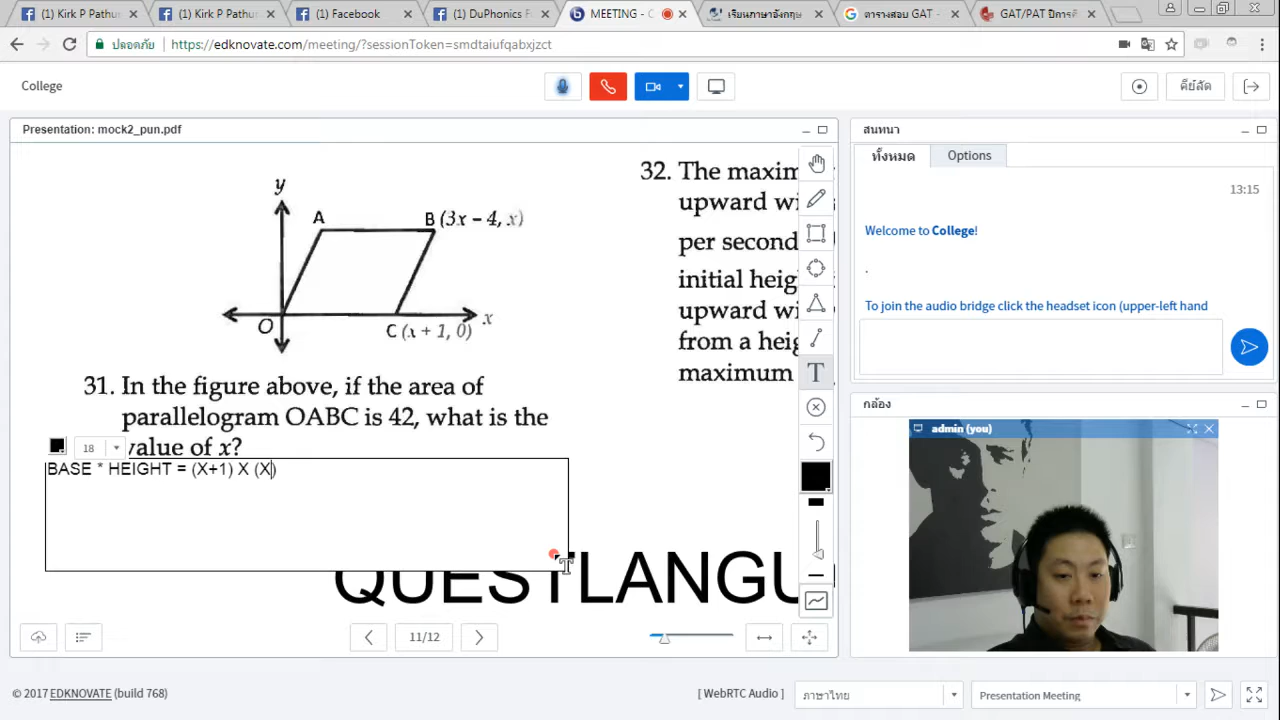 (1) Kirk P Pathur
(1) Kirk P Pathur
(1) Facebook
(1) DuPhonics F
MEETING - C
เรียนภาษาอังกฤษ
ตารางสอบ GAT -
GAT/PAT ปีการศึ
ปลอดภัย
https://edknovate.com/meeting/?sessionToken=smdtaiufqabxjzct
College
คีย์ลัด
Presentation: mock2_pun.pdf
y
A
B (3x – 4, x)
O
C (x + 1, 0)
x
31. In the figure above, if the area of
parallelogram OABC is 42, what is the
value of x?
18
BASE * HEIGHT = (X+1) X (X)
32. The maxim
upward wi
per second
initial heig
upward wi
from a heig
maximum
T
QUESTLANGU
11/12
สนทนา
ทั้งหมด
Options
13:15
Welcome to College!
.
To join the audio bridge click the headset icon (upper-left hand
กล้อง
admin (you)
© 2017 EDKNOVATE (build 768)
[ WebRTC Audio ]
ภาษาไทย
Presentation Meeting